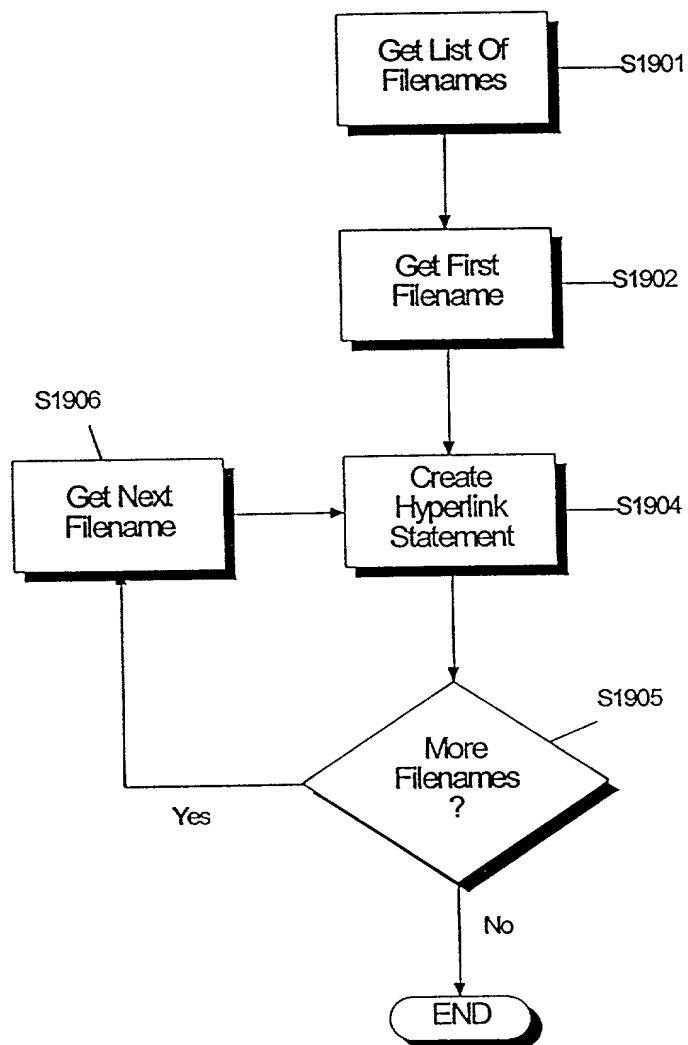 Get List Of
Filenames
S1901
Get First
Filename
S1902
S1906
Get Next
Filename
Create
Hyperlink
Statement
S1904
S1905
More
Filenames
?
Yes
No
END